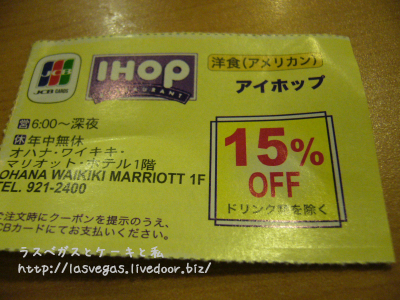 JCB
JCB CARDS
IHOP
RESTAURANT
洋食(アメリカン)
アイホップ
営 6:00～深夜
休 年中無休
オハナ・ワイキキ・
マリオット・ホテル1階
OHANA WAIKIKI MARRIOTT 1F
TEL. 921-2400
15%
OFF
ドリンク料を除く
ご注文時にクーポンを提示のうえ、
JCBカードにてお支払いください。
ラスベガスとケーキと私
http://lasvegas.livedoor.biz/